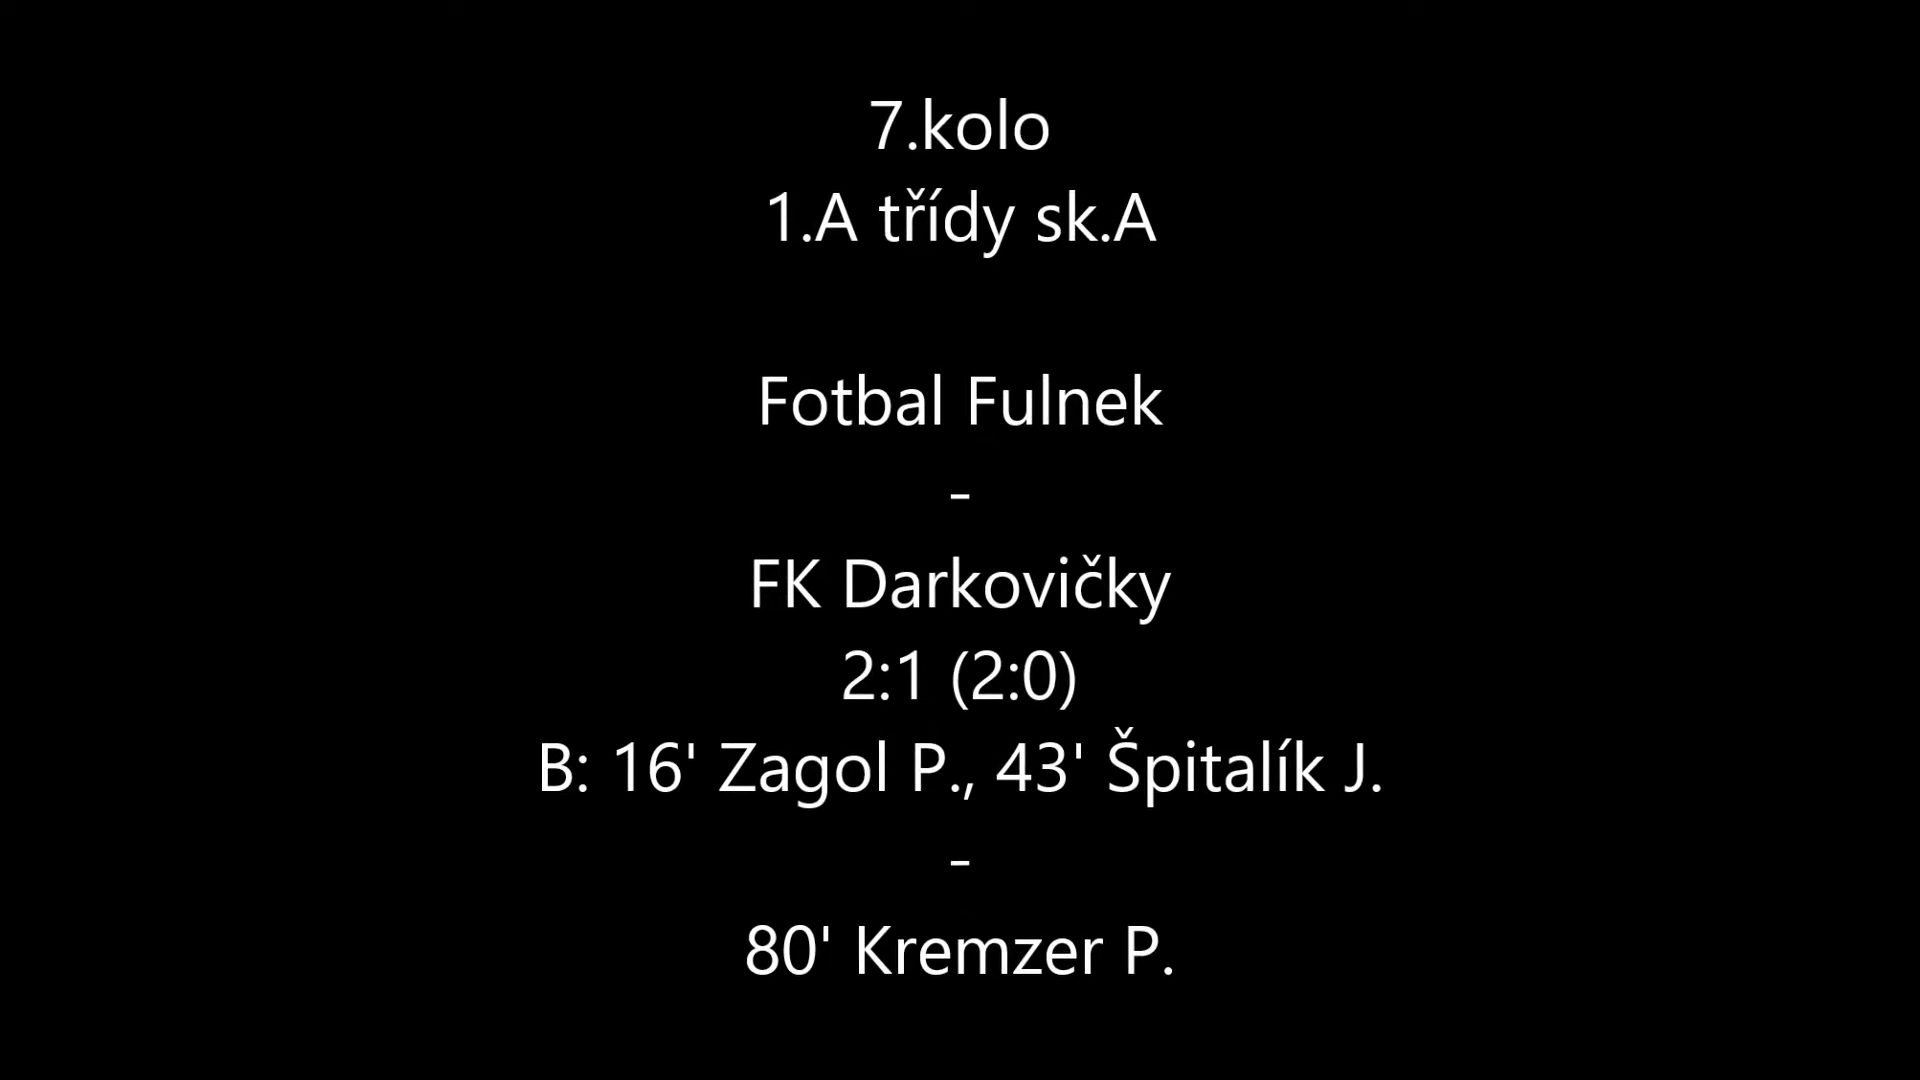 7.kolo
1.A třídy sk.A
Fotbal Fulnek
-
FK Darkovičky
2:1 (2:0)
B: 16' Zagol P., 43' Špitalík J.
-
80' Kremzer P.